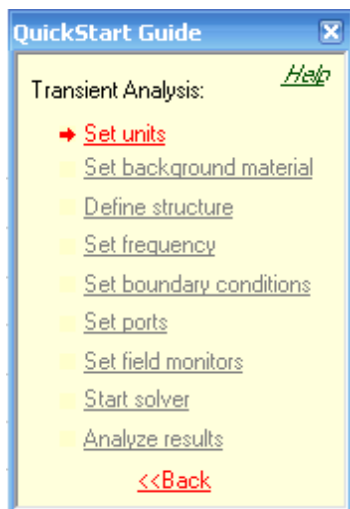 QuickStart Guide
Help
Transient Analysis:
Set units
Set background material
Define structure
Set frequency
Set boundary conditions
Set ports
Set field monitors
Start solver
Analyze results
<<Back